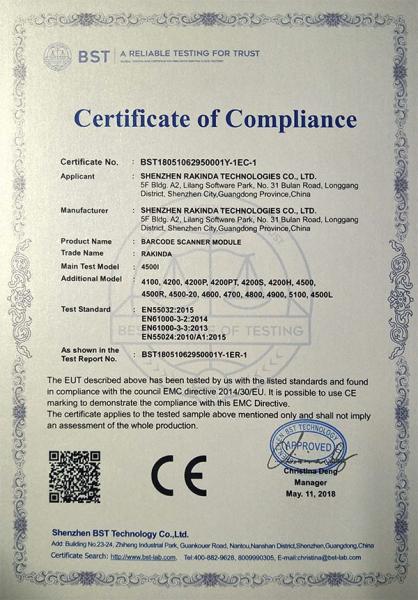 BST A RELIABLE TESTING FOR TRUST
Certificate of Compliance
Certificate No. : BST18051062950001Y-1EC-1
Applicant : SHENZHEN RAKINDA TECHNOLOGIES CO., LTD.
5F Bldg. A2, Lilang Software Park, No. 31 Bulan Road, Longgang
District, Shenzhen City,Guangdong Province,China
Manufacturer : SHENZHEN RAKINDA TECHNOLOGIES CO., LTD.
5F Bldg. A2, Lilang Software Park, No. 31 Bulan Road, Longgang
District, Shenzhen City,Guangdong Province,China
Product Name : BARCODE SCANNER MODULE
Trade Name : RAKINDA
Main Test Model : 4500I
Additional Model : 4100, 4200, 4200P, 4200PT, 4200S, 4200H, 4500,
4500R, 4500-20, 4600, 4700, 4800, 4900, 5100, 4500L
Test Standard : EN55032:2015
EN61000-3-2:2014
EN61000-3-3:2013
EN55024:2010/A1:2015
As shown in the
Test Report No. : BST18051062950001Y-1ER-1
The EUT described above has been tested by us with the listed standards and found
in compliance with the council EMC directive 2014/30/EU. It is possible to use CE
marking to demonstrate the compliance with this EMC Directive.
The certificate applies to the tested sample above mentioned only and shall not imply
an assessment of the whole production.
APPROVED
CE
Christina Deng
Manager
May. 11, 2018
Shenzhen BST Technology Co.,Ltd.
Add: Building No.23-24, Zhiheng Industrial Park, Guankouer Road, Nantou,Nanshan District,Shenzhen,Guangdong,China
Certificate Search: http://www.bst-lab.com, Tel:400-882-9628, 8009990305, E-mail:christina@bst-lab.com